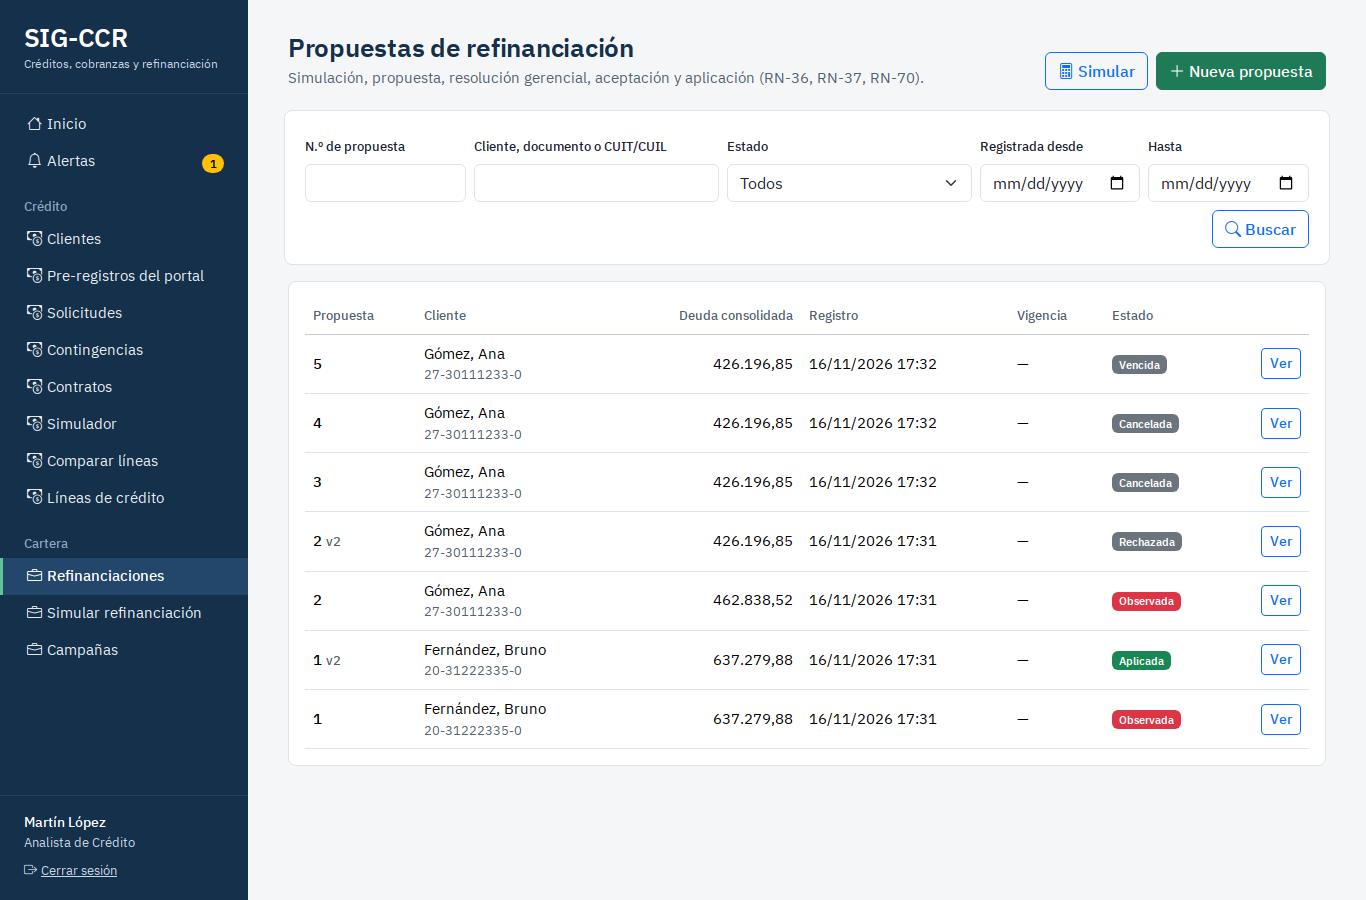 SIG-CCR
Créditos, cobranzas y refinanciación
Inicio
Alertas 1
Crédito
Clientes
Pre-registros del portal
Solicitudes
Contingencias
Contratos
Simulador
Comparar líneas
Líneas de crédito
Cartera
Refinanciaciones
Simular refinanciación
Campañas
Martín López
Analista de Crédito
Cerrar sesión
Propuestas de refinanciación
Simulación, propuesta, resolución gerencial, aceptación y aplicación (RN-36, RN-37, RN-70).
Simular
Nueva propuesta
N.º de propuesta Cliente, documento o CUIT/CUIL Estado Registrada desde Hasta
Todos mm/dd/yyyy mm/dd/yyyy
Buscar
Propuesta Cliente Deuda consolidada Registro Vigencia Estado
5 Gómez, Ana 426.196,85 16/11/2026 17:32 — Vencida Ver
27-30111233-0
4 Gómez, Ana 426.196,85 16/11/2026 17:32 — Cancelada Ver
27-30111233-0
3 Gómez, Ana 426.196,85 16/11/2026 17:32 — Cancelada Ver
27-30111233-0
2 v2 Gómez, Ana 426.196,85 16/11/2026 17:31 — Rechazada Ver
27-30111233-0
2 Gómez, Ana 462.838,52 16/11/2026 17:31 — Observada Ver
27-30111233-0
1 v2 Fernández, Bruno 637.279,88 16/11/2026 17:31 — Aplicada Ver
20-31222335-0
1 Fernández, Bruno 637.279,88 16/11/2026 17:31 — Observada Ver
20-31222335-0